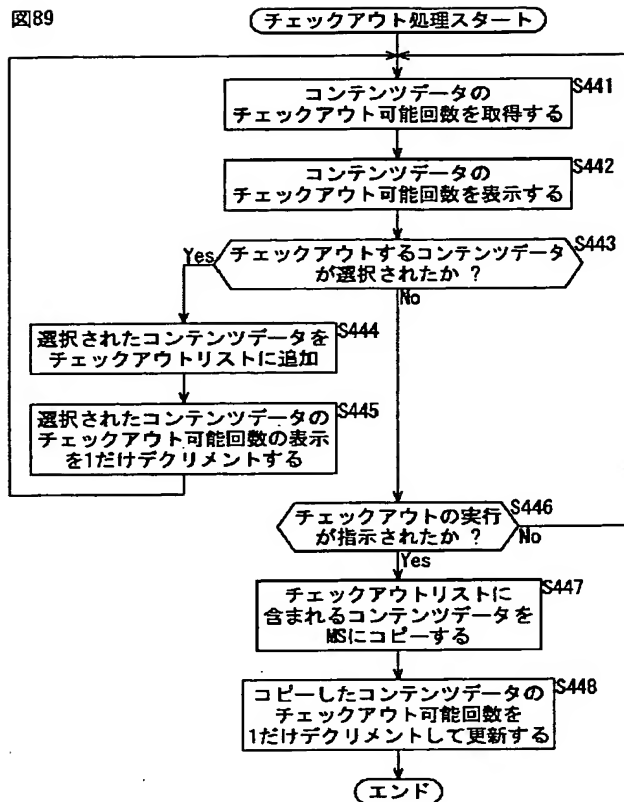 図89
チェックアウト処理スタート
S441
コンテンツデータの
チェックアウト可能回数を取得する
S442
コンテンツデータの
チェックアウト可能回数を表示する
S443
チェックアウトするコンテンツデータ
が選択されたか ?
Yes
No
S444
選択されたコンテンツデータを
チェックアウトリストに追加
S445
選択されたコンテンツデータの
チェックアウト可能回数の表示
を1だけデクリメントする
S446
チェックアウトの実行
が指示されたか ?
No
Yes
S447
チェックアウトリストに
含まれるコンテンツデータを
MSにコピーする
S448
コピーしたコンテンツデータの
チェックアウト可能回数を
1だけデクリメントして更新する
エンド